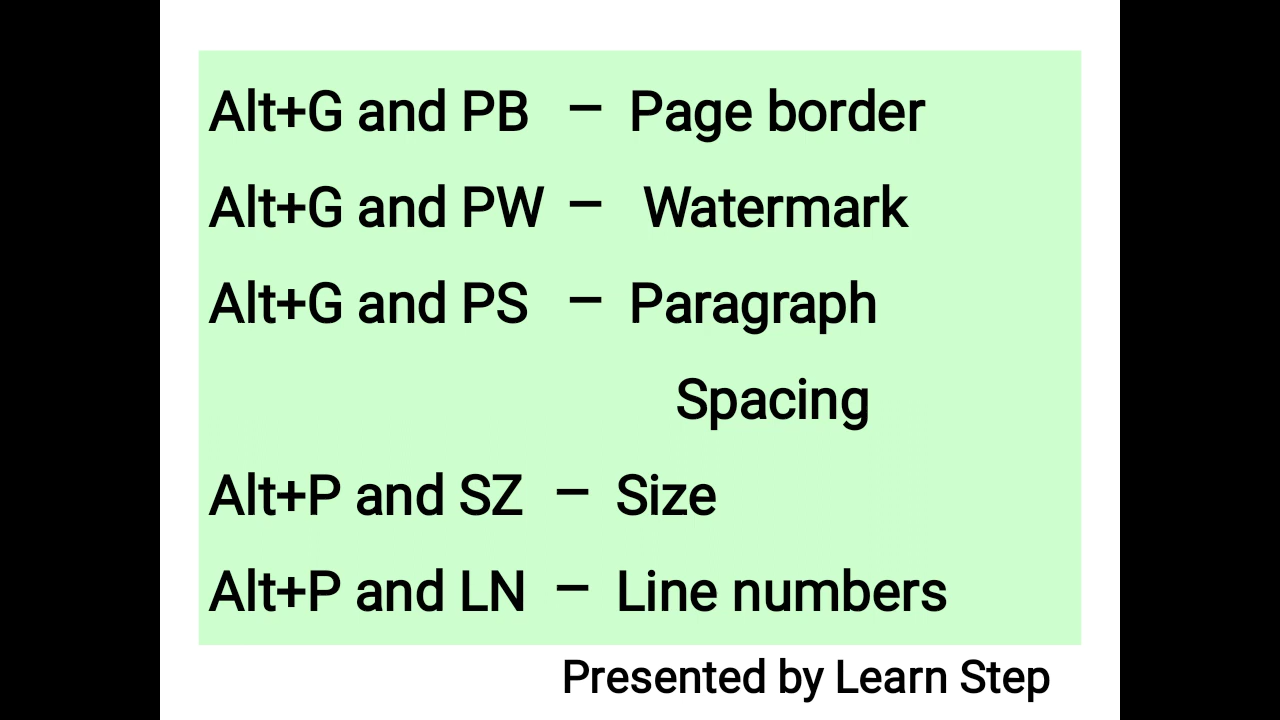 Alt+G and PB – Page border
Alt+G and PW – Watermark
Alt+G and PS – Paragraph
Spacing
Alt+P and SZ – Size
Alt+P and LN – Line numbers
Presented by Learn Step